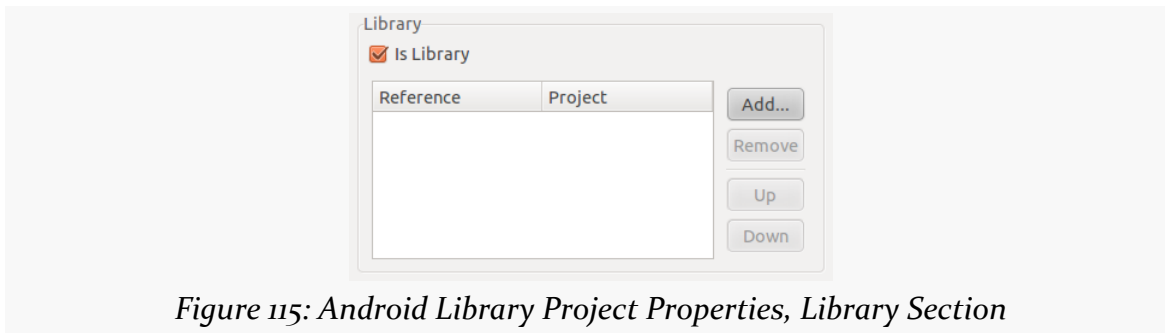 Library
Is Library
Reference Project
Add...
Remove
Up
Down
Figure 115: Android Library Project Properties, Library Section